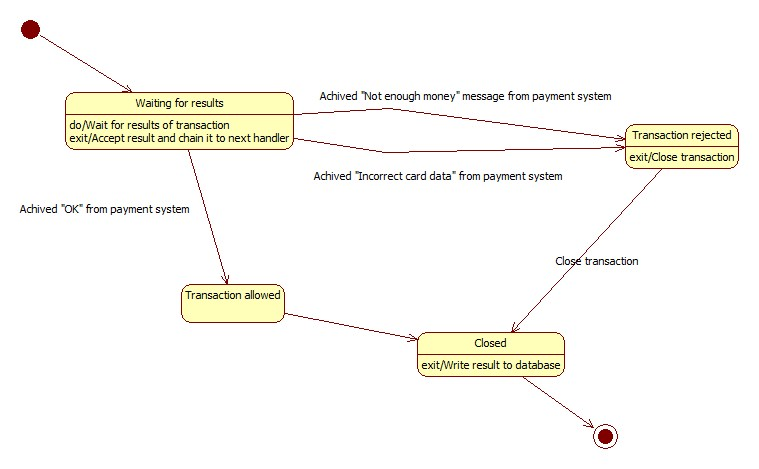 Achived "Not enough money" message from payment system
Waiting for results
do/Wait for results of transaction
exit/Accept result and chain it to next handler
Transaction rejected
exit/Close transaction
Achived "Incorrect card data" from payment system
Achived "OK" from payment system
Close transaction
Transaction allowed
Closed
exit/Write result to database